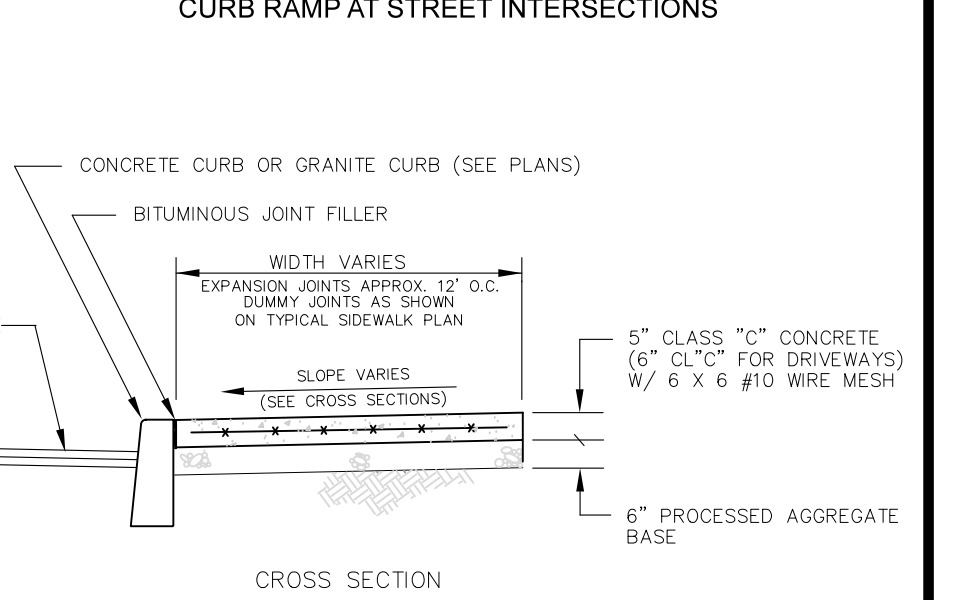 CURB RAMP AT STREET INTERSECTIONS
CONCRETE CURB OR GRANITE CURB (SEE PLANS)
BITUMINOUS JOINT FILLER
WIDTH VARIES
EXPANSION JOINTS APPROX. 12' O.C.
DUMMY JOINTS AS SHOWN
ON TYPICAL SIDEWALK PLAN
SLOPE VARIES
(SEE CROSS SECTIONS)
5" CLASS "C" CONCRETE
(6" CL"C" FOR DRIVEWAYS)
W/ 6 X 6 #10 WIRE MESH
6" PROCESSED AGGREGATE
BASE
CROSS SECTION